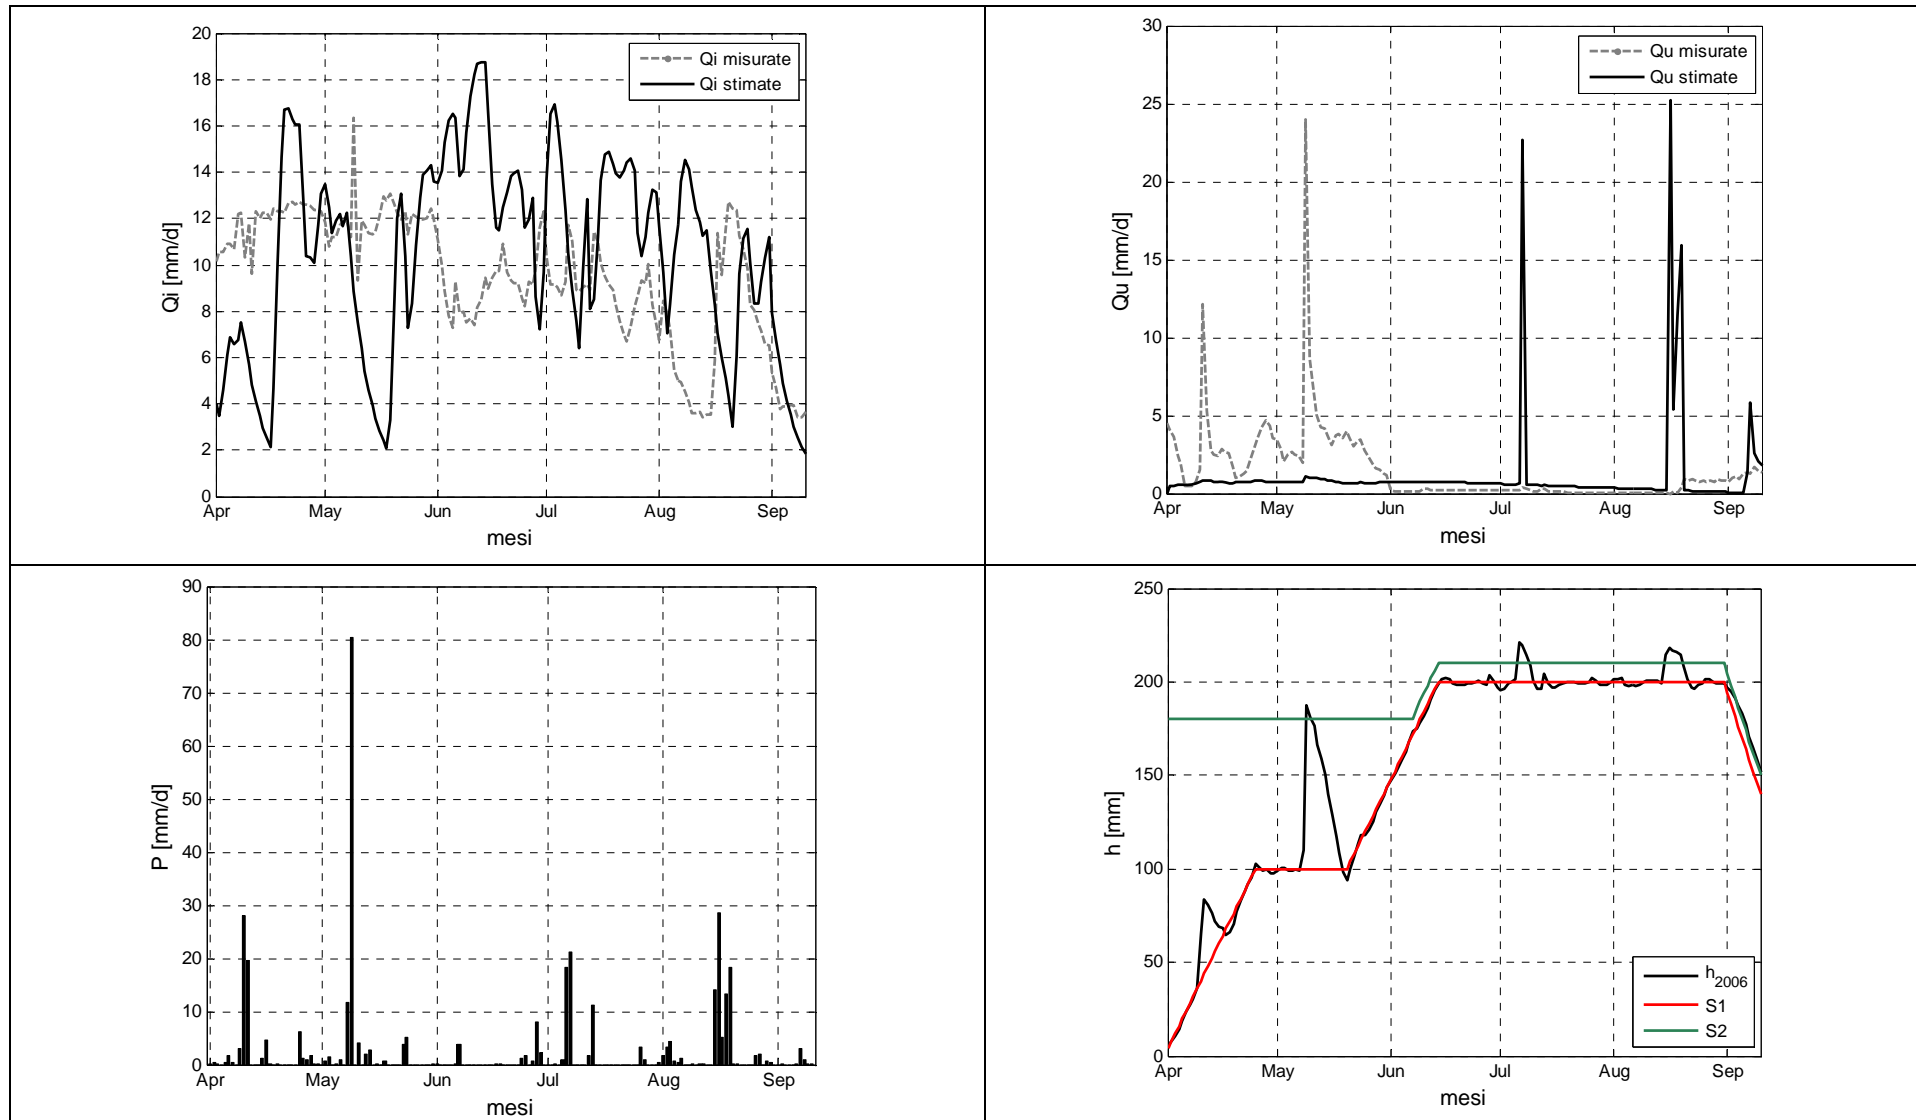 20
18
16
14
12
10
8
6
4
2
0
Qi [mm/d]
Apr May Jun Jul Aug Sep
mesi
Qi misurate
Qi stimate
30
25
20
15
10
5
0
Qu [mm/d]
Apr May Jun Jul Aug Sep
mesi
Qu misurate
Qu stimate
90
80
70
60
50
40
30
20
10
0
P [mm/d]
Apr May Jun Jul Aug Sep
mesi
250
200
150
100
50
0
h [mm]
Apr May Jun Jul Aug Sep
mesi
h2006
S1
S2